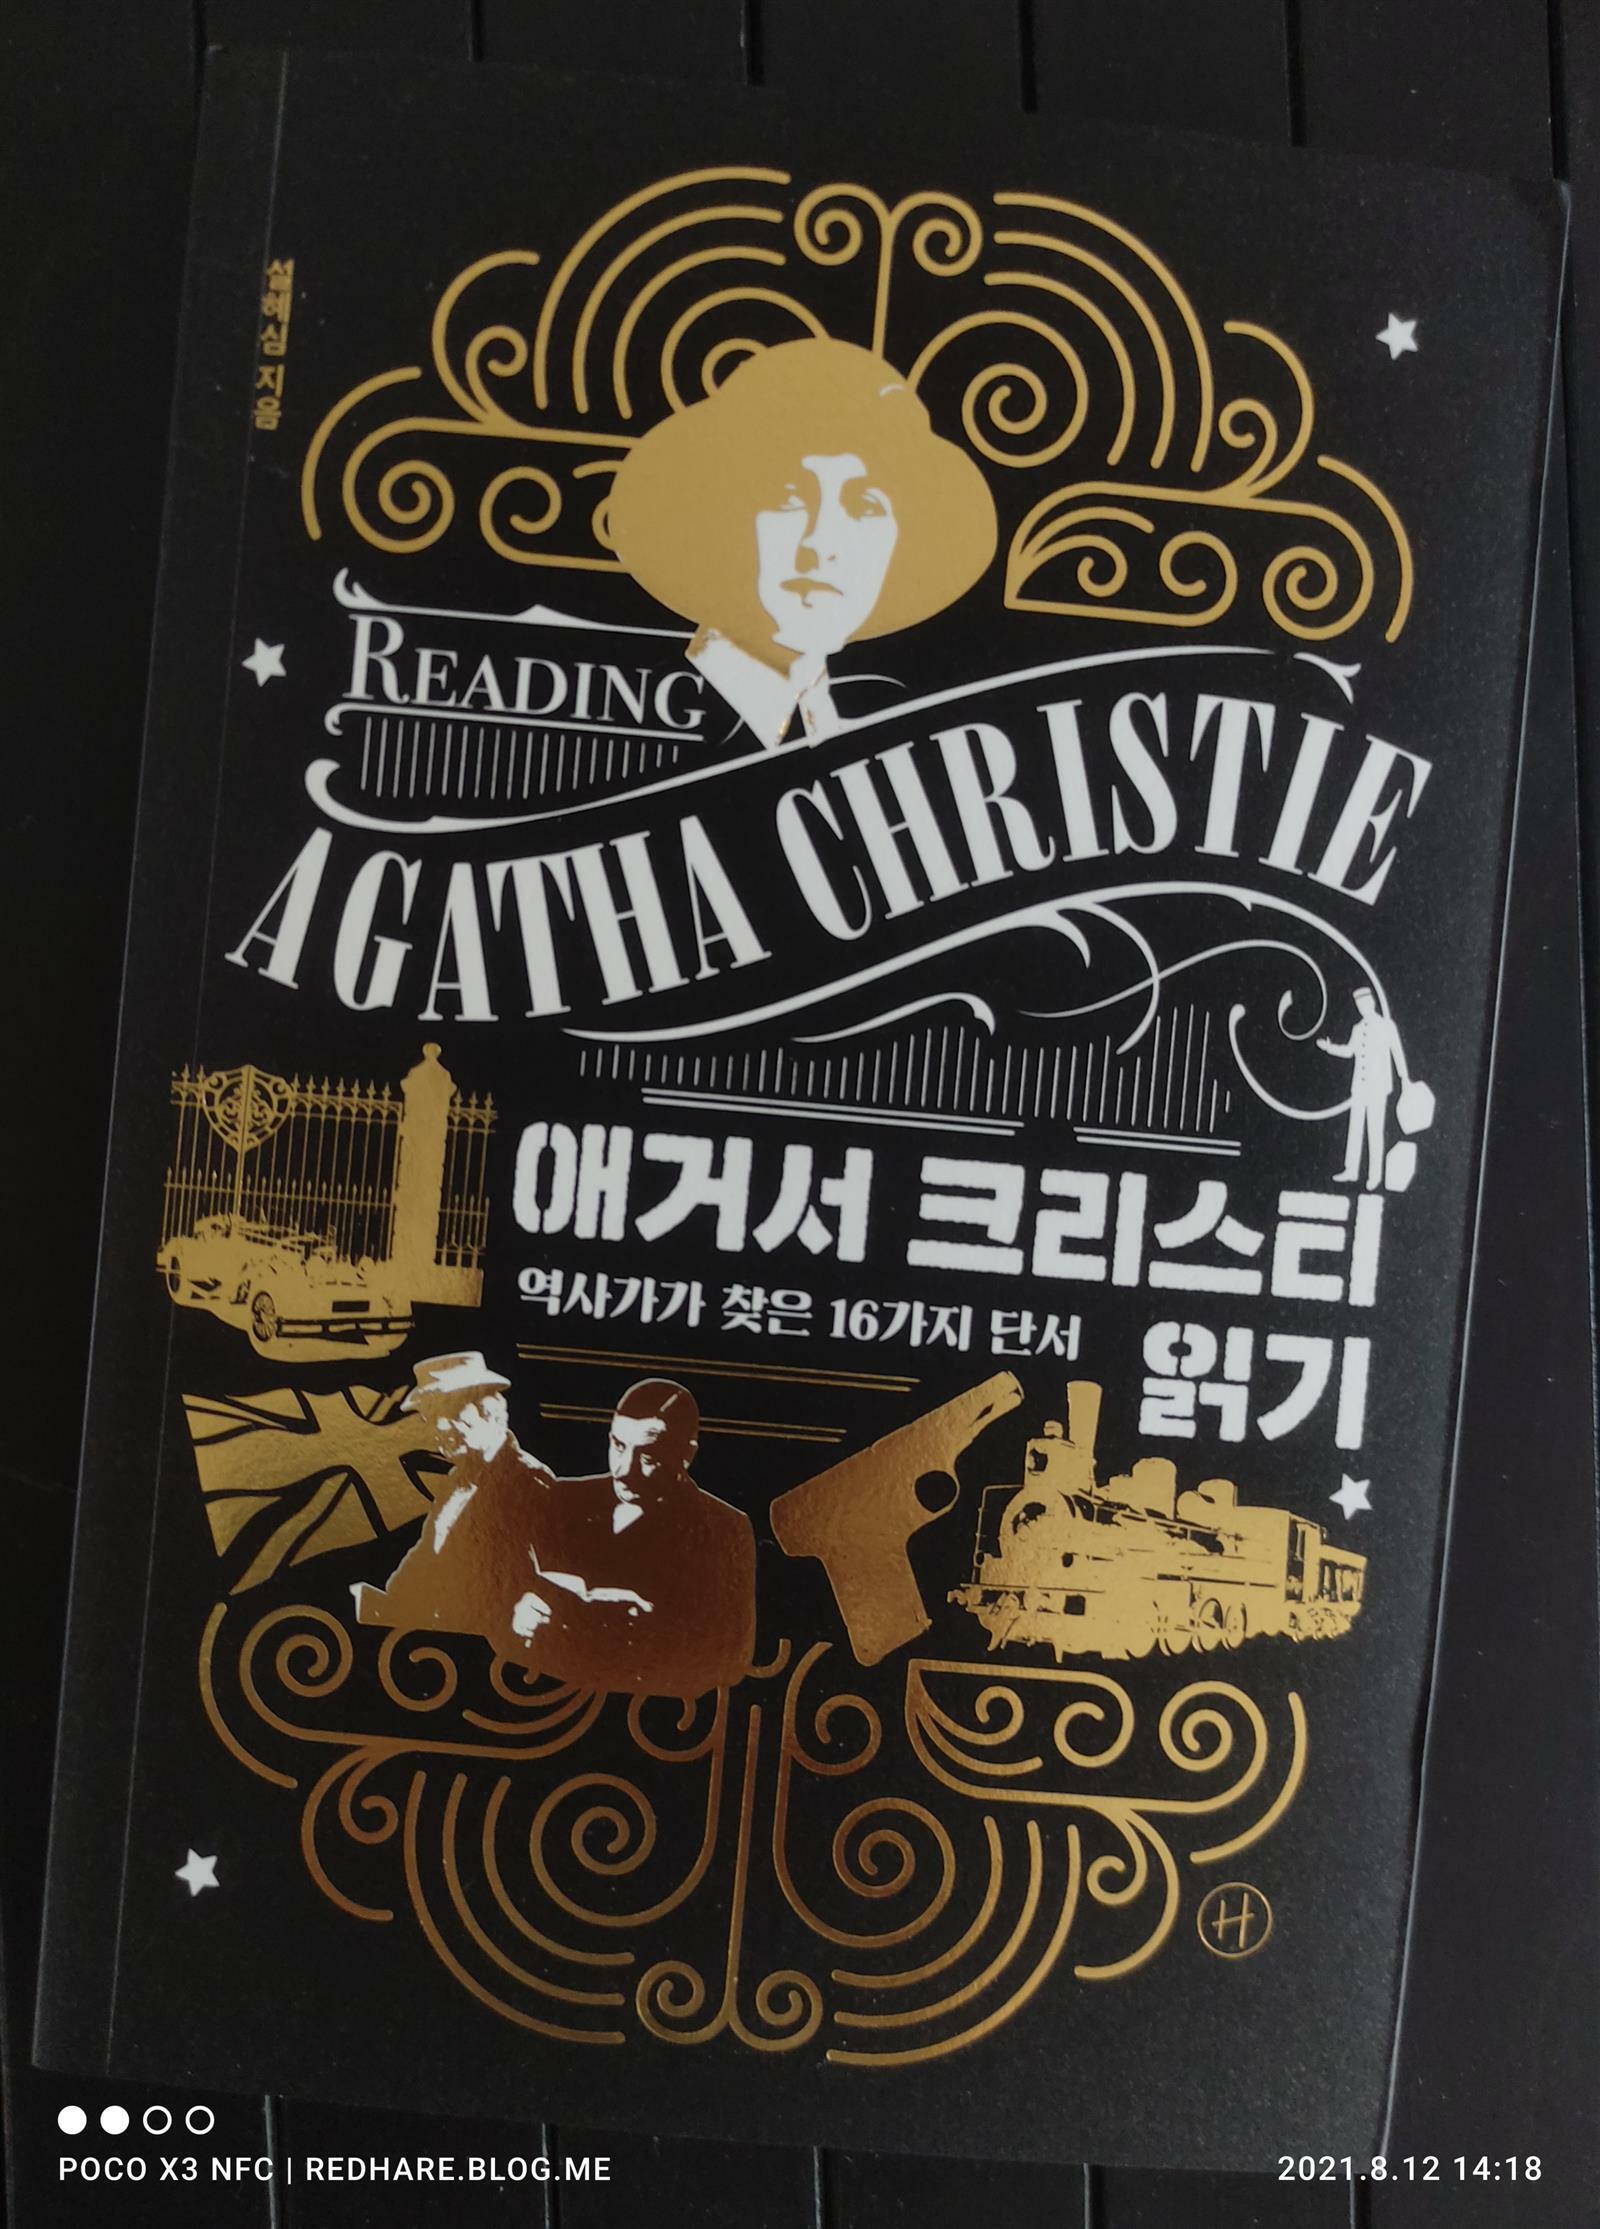 설혜심 지음
READING
AGATHA CHRISTIE
애거서 크리스티
역사가가 찾은 16가지 단서
읽기
H
POCO X3 NFC | REDHARE.BLOG.ME
2021.8.12 14:18